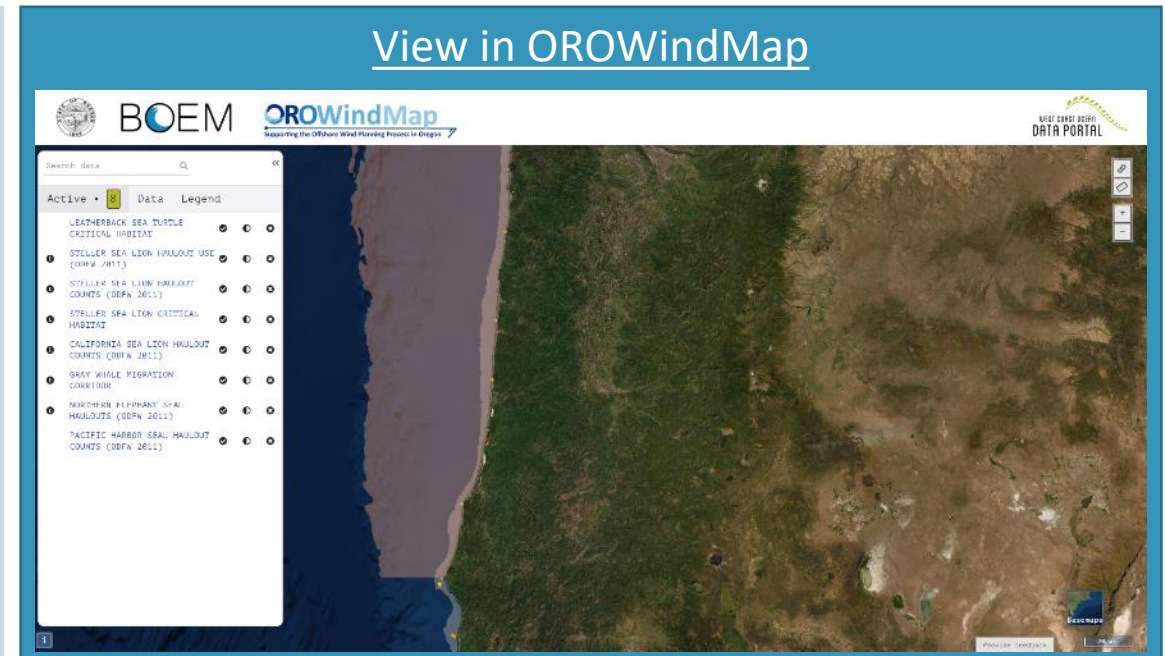 View in OROWindMap
BOEM
OROWindMap
Supporting the Offshore Wind Planning Process in Oregon
WEST COAST OCEAN
DATA PORTAL
Search data
«
Active • 8 Data Legend
LEATHERBACK SEA TURTLE
CRITICAL HABITAT
STELLER SEA LION HAULOUT USE
(ODFW 2011)
STELLER SEA LION HAULOUT
COUNTS (ODFW 2011)
STELLER SEA LION CRITICAL
HABITAT
CALIFORNIA SEA LION HAULOUT
COUNTS (ODFW 2011)
GRAY WHALE MIGRATION
CORRIDOR
NORTHERN ELEPHANT SEAL
HAULOUTS (ODFW 2011)
PACIFIC HARBOR SEAL HAULOUT
COUNTS (ODFW 2011)
+
−
Basemaps
i
Provide Feedback